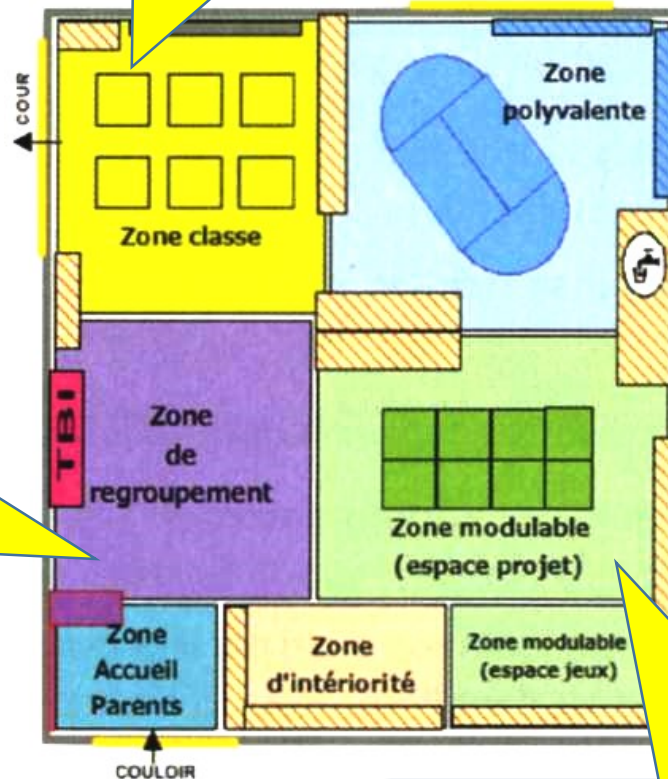 COUR
Zone
polyvalente
Zone classe
TBI
Zone
de
regroupement
Zone modulable
(espace projet)
Zone
Accueil
Parents
Zone
d'intériorité
Zone modulable
(espace jeux)
COULOIR